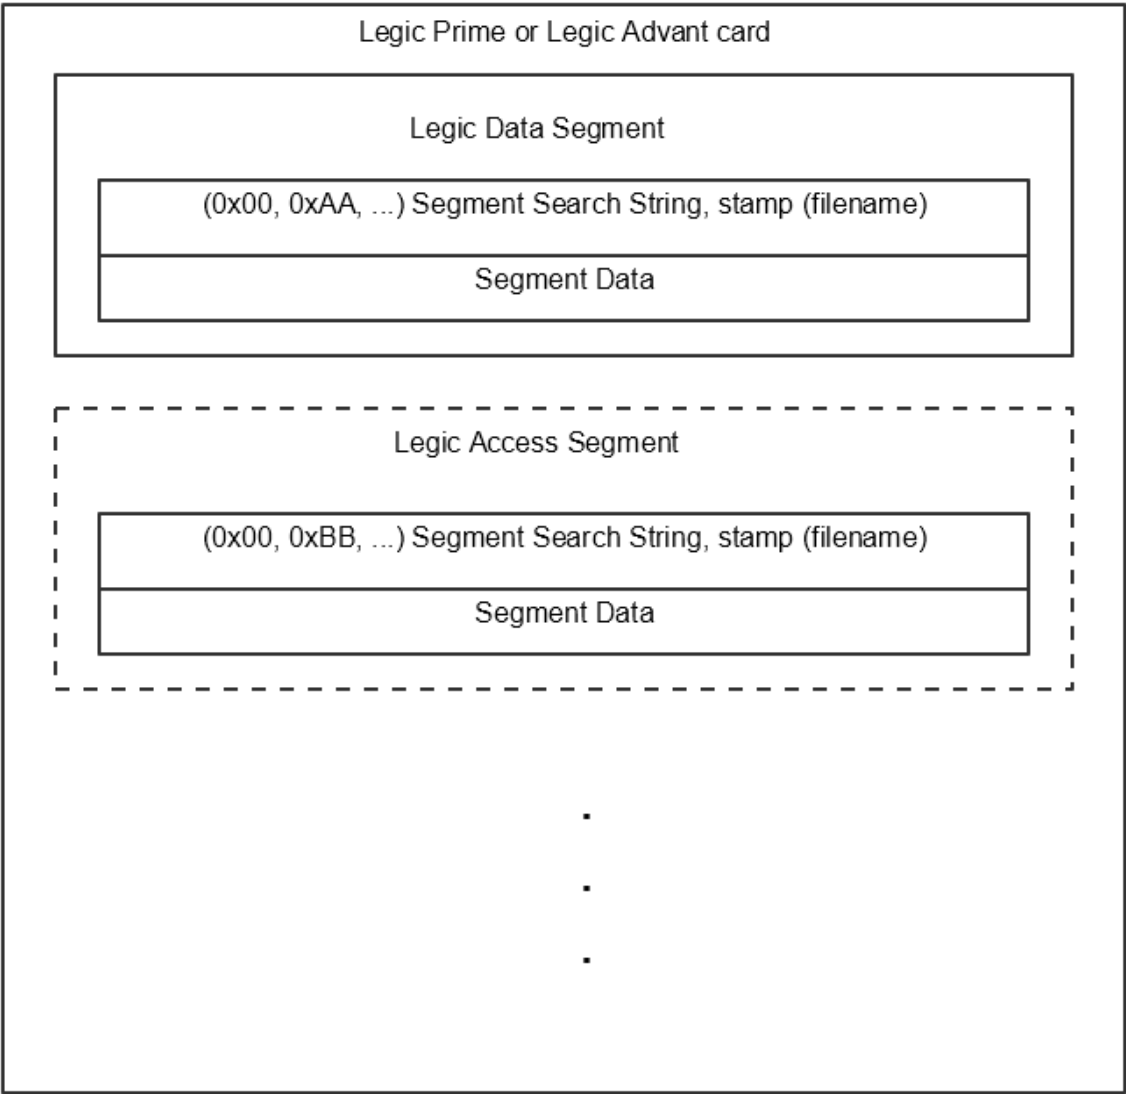 Legic Prime or Legic Advant card
Legic Data Segment
(0x00, 0xAA, ...) Segment Search String, stamp (filename)
Segment Data
Legic Access Segment
(0x00, 0xBB, ...) Segment Search String, stamp (filename)
Segment Data
.
.
.